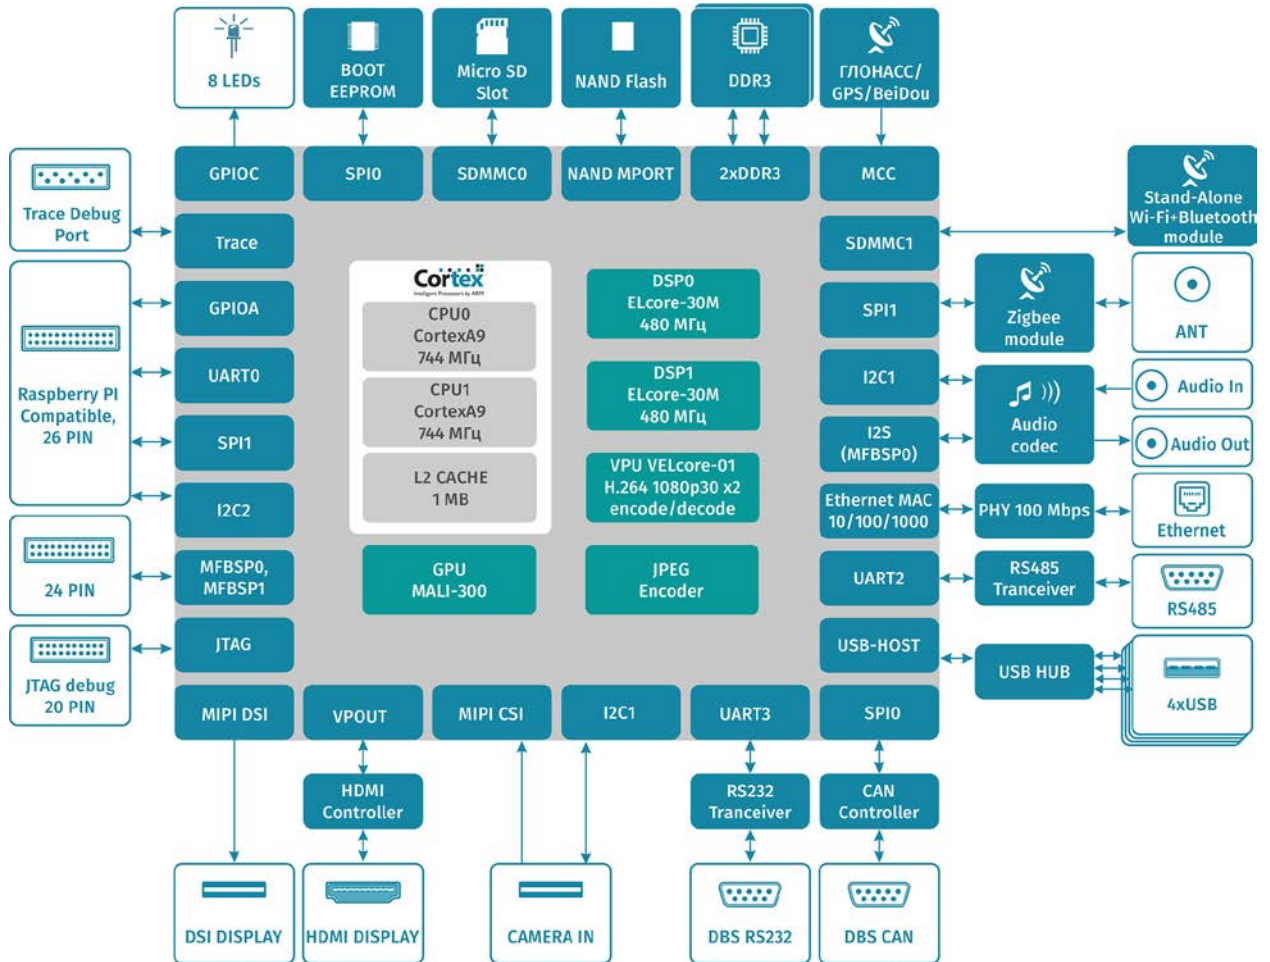 8 LEDs
BOOT
EEPROM
Micro SD
Slot
NAND Flash
DDR3
ГЛОНАСС/
GPS/BeiDou
GPIOC
SPI0
SDMMC0
NAND MPORT
2xDDR3
MCC
Trace Debug
Port
Trace
Raspberry PI
Compatible,
26 PIN
GPIOA
UART0
SPI1
I2C2
24 PIN
MFBSP0,
MFBSP1
JTAG debug
20 PIN
JTAG
Cortex
Intelligent Processors by ARM
CPU0
CortexA9
744 МГц
CPU1
CortexA9
744 МГц
L2 CACHE
1 MB
GPU
MALI-300
DSP0
ELcore-30M
480 МГц
DSP1
ELcore-30M
480 МГц
VPU VELcore-01
H.264 1080p30 x2
encode/decode
JPEG
Encoder
SDMMC1
Stand-Alone
Wi-Fi+Bluetooth
module
SPI1
Zigbee
module
ANT
I2C1
I2S
(MFBSP0)
Audio
codec
Audio In
Audio Out
Ethernet MAC
10/100/1000
PHY 100 Mbps
Ethernet
UART2
RS485
Tranceiver
RS485
USB-HOST
USB HUB
4xUSB
MIPI DSI
VPOUT
MIPI CSI
I2C1
UART3
SPI0
HDMI
Controller
RS232
Tranceiver
CAN
Controller
DSI DISPLAY
HDMI DISPLAY
CAMERA IN
DBS RS232
DBS CAN